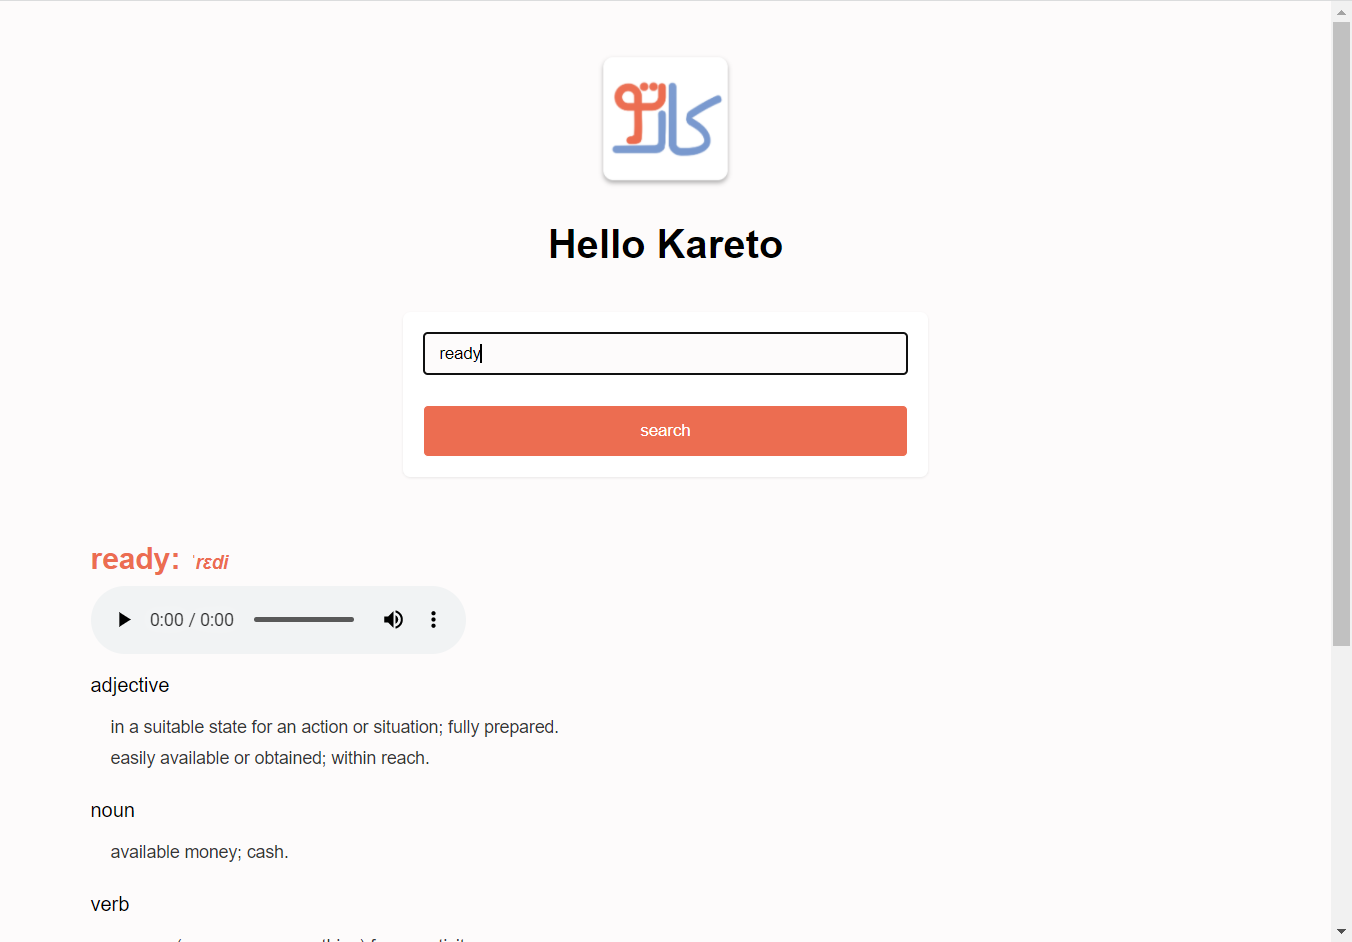 کارتو
Hello Kareto
ready
search
ready: ˈrɛdi
0:00 / 0:00
adjective
in a suitable state for an action or situation; fully prepared.
easily available or obtained; within reach.
noun
available money; cash.
verb